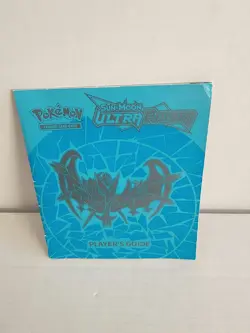 POKÉMON
TRADING CARD GAME
SUN & MOON
ULTRA PRISM
PLAYER'S GUIDE